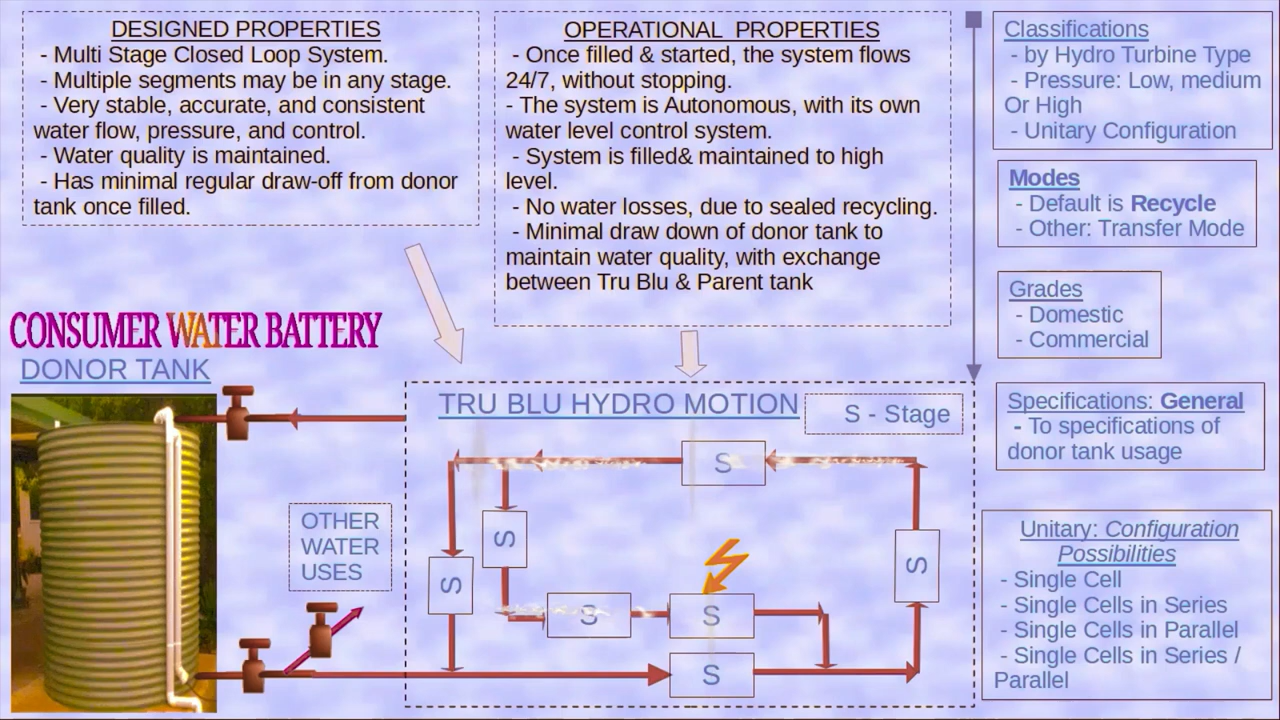 DESIGNED PROPERTIES
- Multi Stage Closed Loop System.
- Multiple segments may be in any stage.
- Very stable, accurate, and consistent
water flow, pressure, and control.
- Water quality is maintained.
- Has minimal regular draw-off from donor
tank once filled.
OPERATIONAL PROPERTIES
- Once filled & started, the system flows
24/7, without stopping.
- The system is Autonomous, with its own
water level control system.
- System is filled& maintained to high
level.
- No water losses, due to sealed recycling.
- Minimal draw down of donor tank to
maintain water quality, with exchange
between Tru Blu & Parent tank
Classifications
- by Hydro Turbine Type
- Pressure: Low, medium
Or High
- Unitary Configuration
Modes
- Default is Recycle
- Other: Transfer Mode
Grades
- Domestic
- Commercial
Specifications: General
- To specifications of
donor tank usage
Unitary: Configuration
Possibilities
- Single Cell
- Single Cells in Series
- Single Cells in Parallel
- Single Cells in Series /
Parallel
CONSUMER WATER BATTERY
DONOR TANK
OTHER
WATER
USES
TRU BLU HYDRO MOTION
S - Stage
S
S
S
S
S
S
S